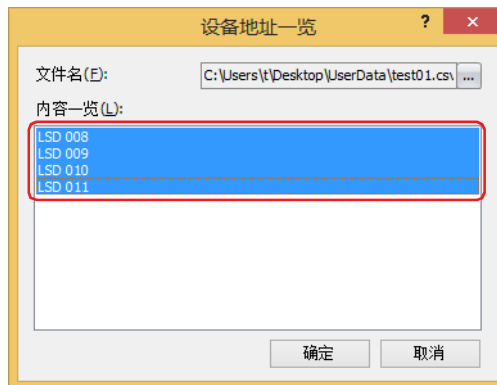 设备地址一览 ? ×
文件名(F): C:\Users\t\Desktop\UserData\test01.csv ...
内容一览(L):
LSD 008
LSD 009
LSD 010
LSD 011
确定 取消